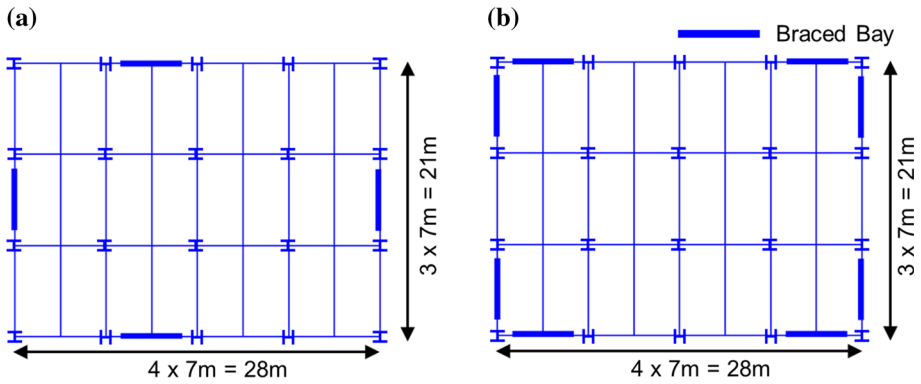 (a)
(b)
Braced Bay
3 x 7m = 21m
3 x 7m = 21m
4 x 7m = 28m
4 x 7m = 28m